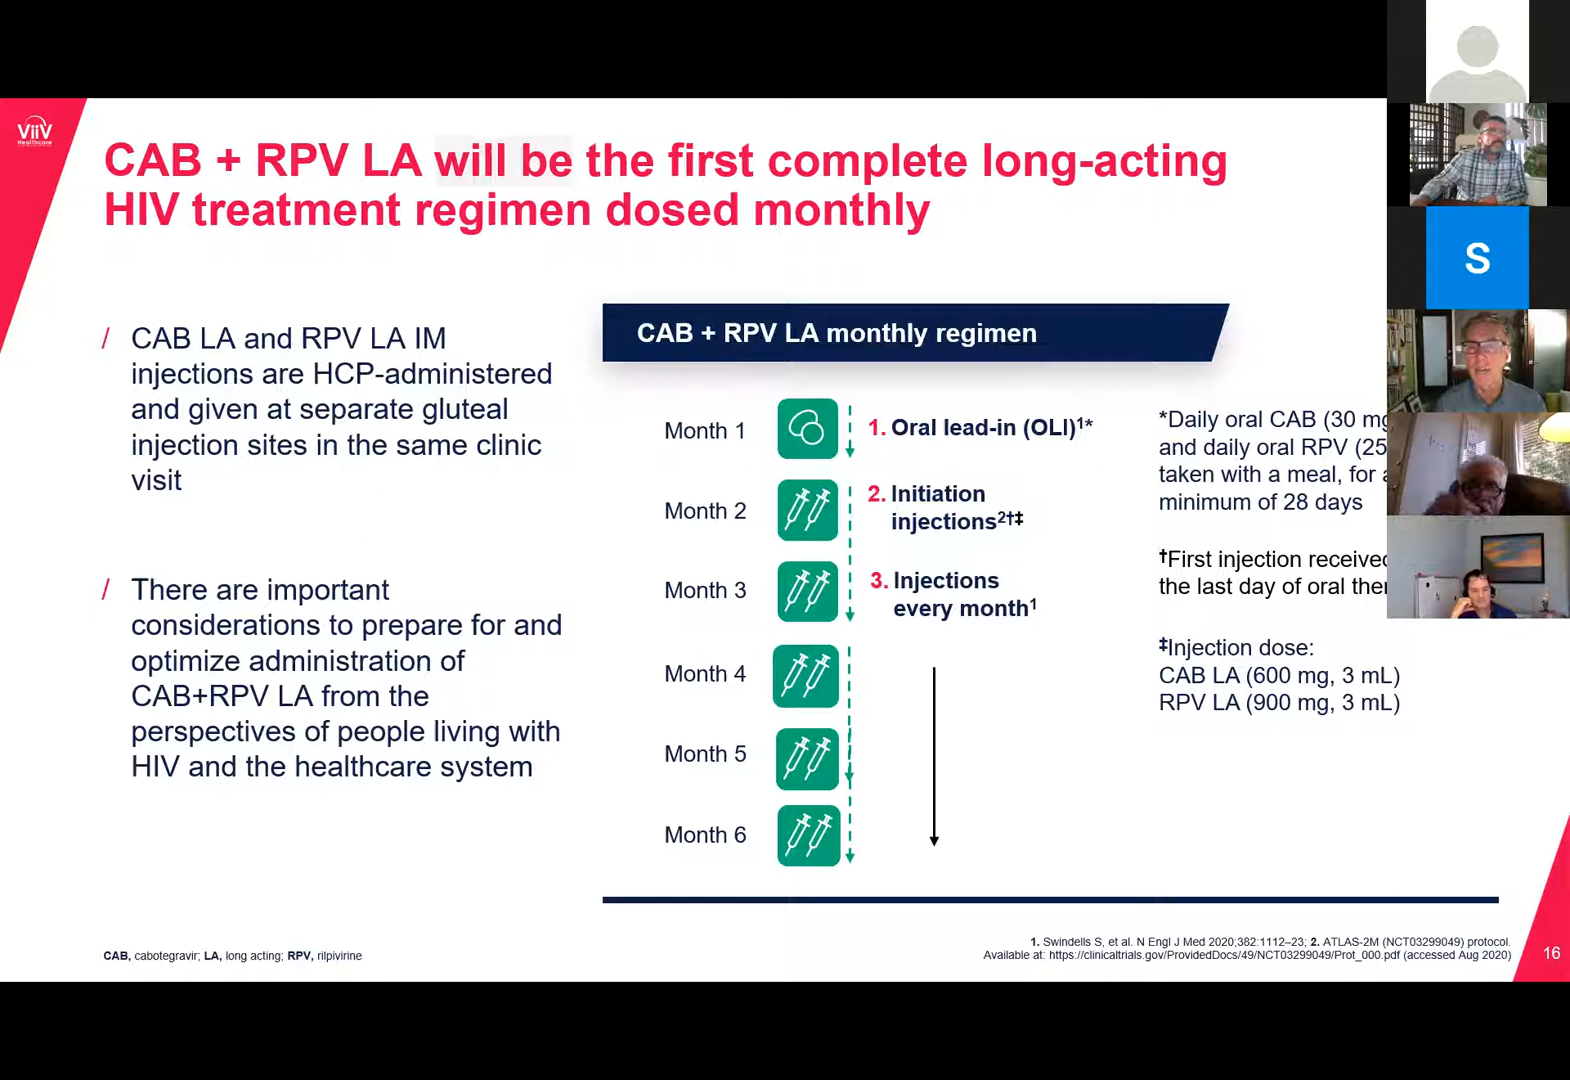 ViiV
Healthcare
CAB + RPV LA will be the first complete long-acting
HIV treatment regimen dosed monthly
/ CAB LA and RPV LA IM
injections are HCP-administered
and given at separate gluteal
injection sites in the same clinic
visit
/ There are important
considerations to prepare for and
optimize administration of
CAB+RPV LA from the
perspectives of people living with
HIV and the healthcare system
CAB + RPV LA monthly regimen
Month 1
1. Oral lead-in (OLI)¹*
Month 2
2. Initiation
injections²†‡
Month 3
3. Injections
every month¹
Month 4
Month 5
Month 6
*Daily oral CAB (30 mg
and daily oral RPV (25
taken with a meal, for a
minimum of 28 days
†First injection received
the last day of oral ther
‡Injection dose:
CAB LA (600 mg, 3 mL)
RPV LA (900 mg, 3 mL)
S
CAB, cabotegravir; LA, long acting; RPV, rilpivirine
1. Swindells S, et al. N Engl J Med 2020;382:1112–23; 2. ATLAS-2M (NCT03299049) protocol.
Available at: https://clinicaltrials.gov/ProvidedDocs/49/NCT03299049/Prot_000.pdf (accessed Aug 2020)
16